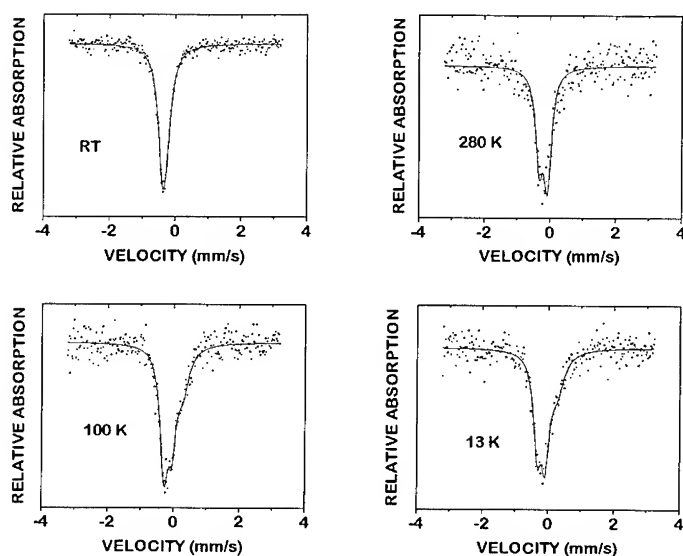 RELATIVE ABSORPTION
RT
-4 -2 0 2 4
VELOCITY (mm/s)
RELATIVE ABSORPTION
280 K
-4 -2 0 2 4
VELOCITY (mm/s)
RELATIVE ABSORPTION
100 K
-4 -2 0 2 4
VELOCITY (mm/s)
RELATIVE ABSORPTION
13 K
-4 -2 0 2 4
VELOCITY (mm/s)